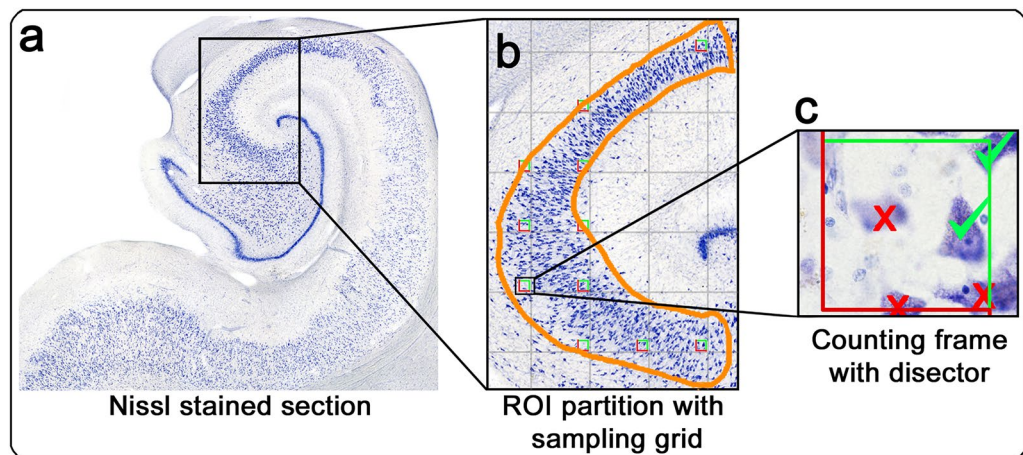 a
b
c
Nissl stained section
ROI partition with
sampling grid
Counting frame
with disector